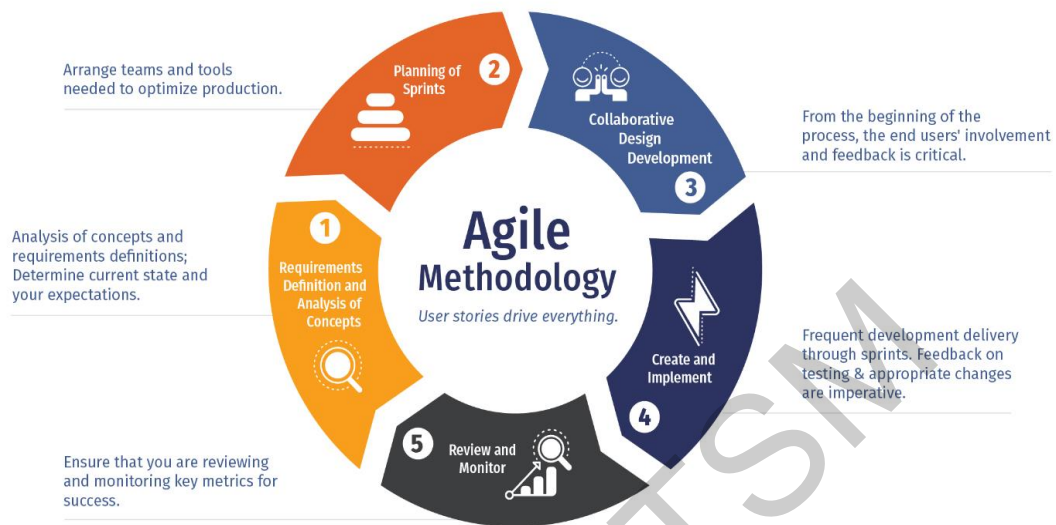 Agile
Methodology
User stories drive everything.
1
Requirements
Definition and
Analysis of
Concepts
Analysis of concepts and
requirements definitions;
Determine current state and
your expectations.
2
Planning of
Sprints
Arrange teams and tools
needed to optimize production.
Collaborative
Design
Development
3
From the beginning of the
process, the end users' involvement
and feedback is critical.
Create and
Implement
4
Frequent development delivery
through sprints. Feedback on
testing & appropriate changes
are imperative.
5
Review and
Monitor
Ensure that you are reviewing
and monitoring key metrics for
success.
TSM